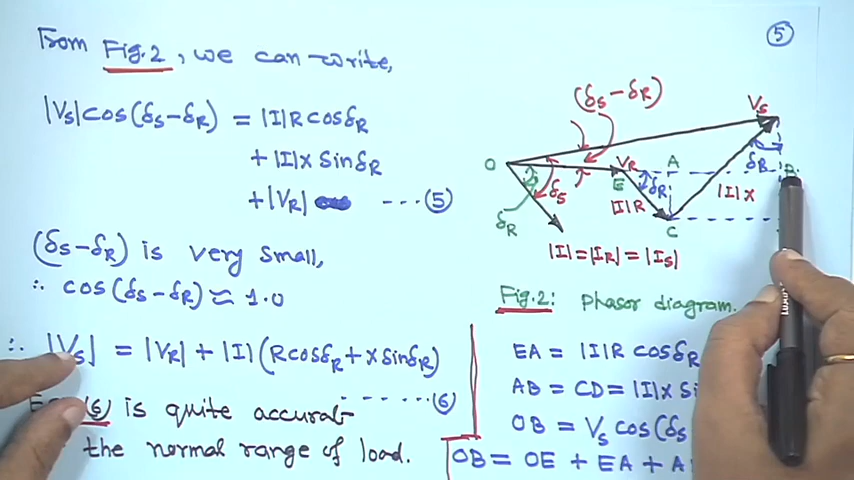 5
From Fig.2, we can write,
|Vs|cos(δs-δR) = |I|R cosδR
+ |I|X sinδR
+ |VR| ---- (5)
(δs-δR) is very small,
∴ cos(δs-δR) ≈ 1.0
∴ |Vs| = |VR| + |I|(R cosδR + X sinδR)
------ (6)
(6) is quite
the normal range of load.
(δs-δR)
Vs
O
VR
A
δR
B
E
δs
δR
|I|R
|I|X
δR
C
|I|=|IR|=|Is|
Fig.2: Phasor diagram.
EA = |I|R cosδR
AB = CD = |I|X
OB = Vs cos(δs
OB = OE + EA +